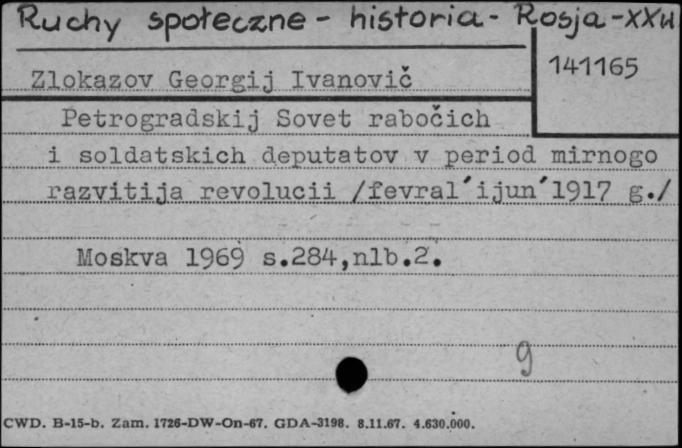 Ruchy społeczne - historia - Rosja - XXw
Zlokazov Georgij Ivanovič
141165
Petrogradskij Sovet rabočich
i soldatskich deputatov v period mirnogo
razvitija revolucii /fevral´ijun´1917 g./
Moskva 1969 s.284,nlb.2.
g
CWD. B-15-b. Zam. 1726-DW-On-67. GDA-3198. 8.11.67. 4.630.000.